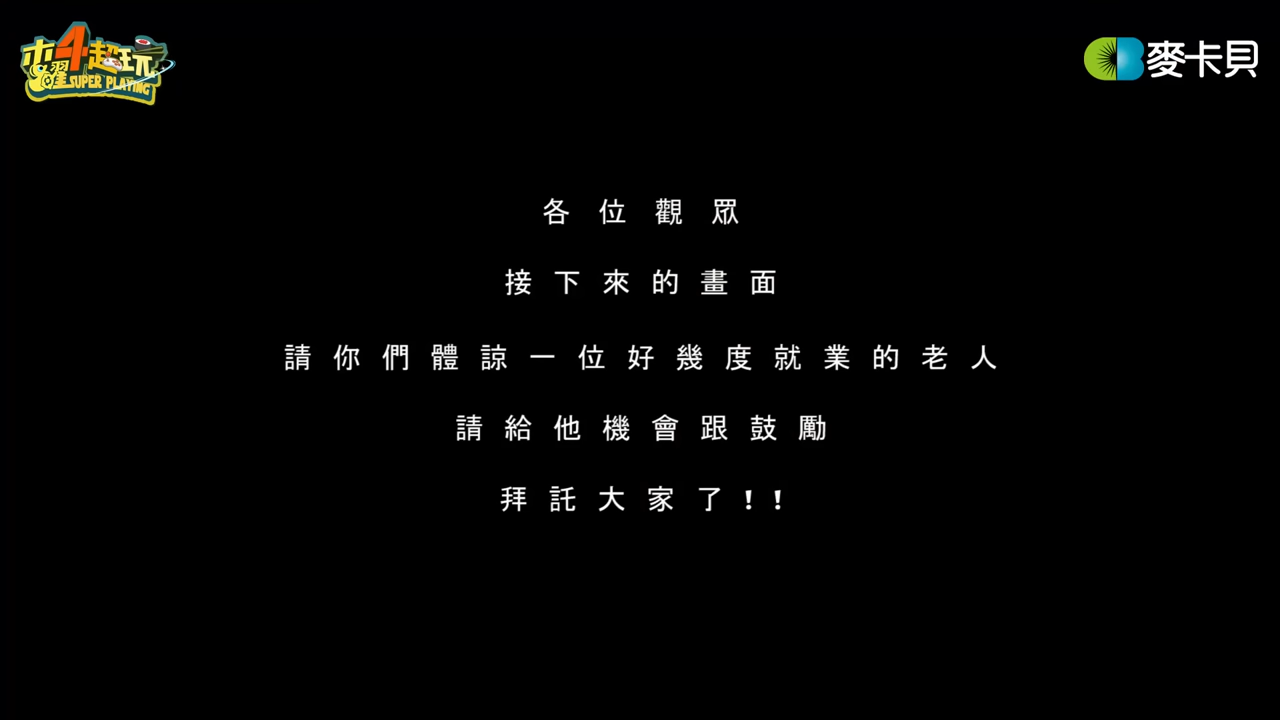 木曜4超玩
SUPER PLAYING
麥卡貝
各位觀眾
接下來的畫面
請你們體諒一位好幾度就業的老人
請給他機會跟鼓勵
拜託大家了!!